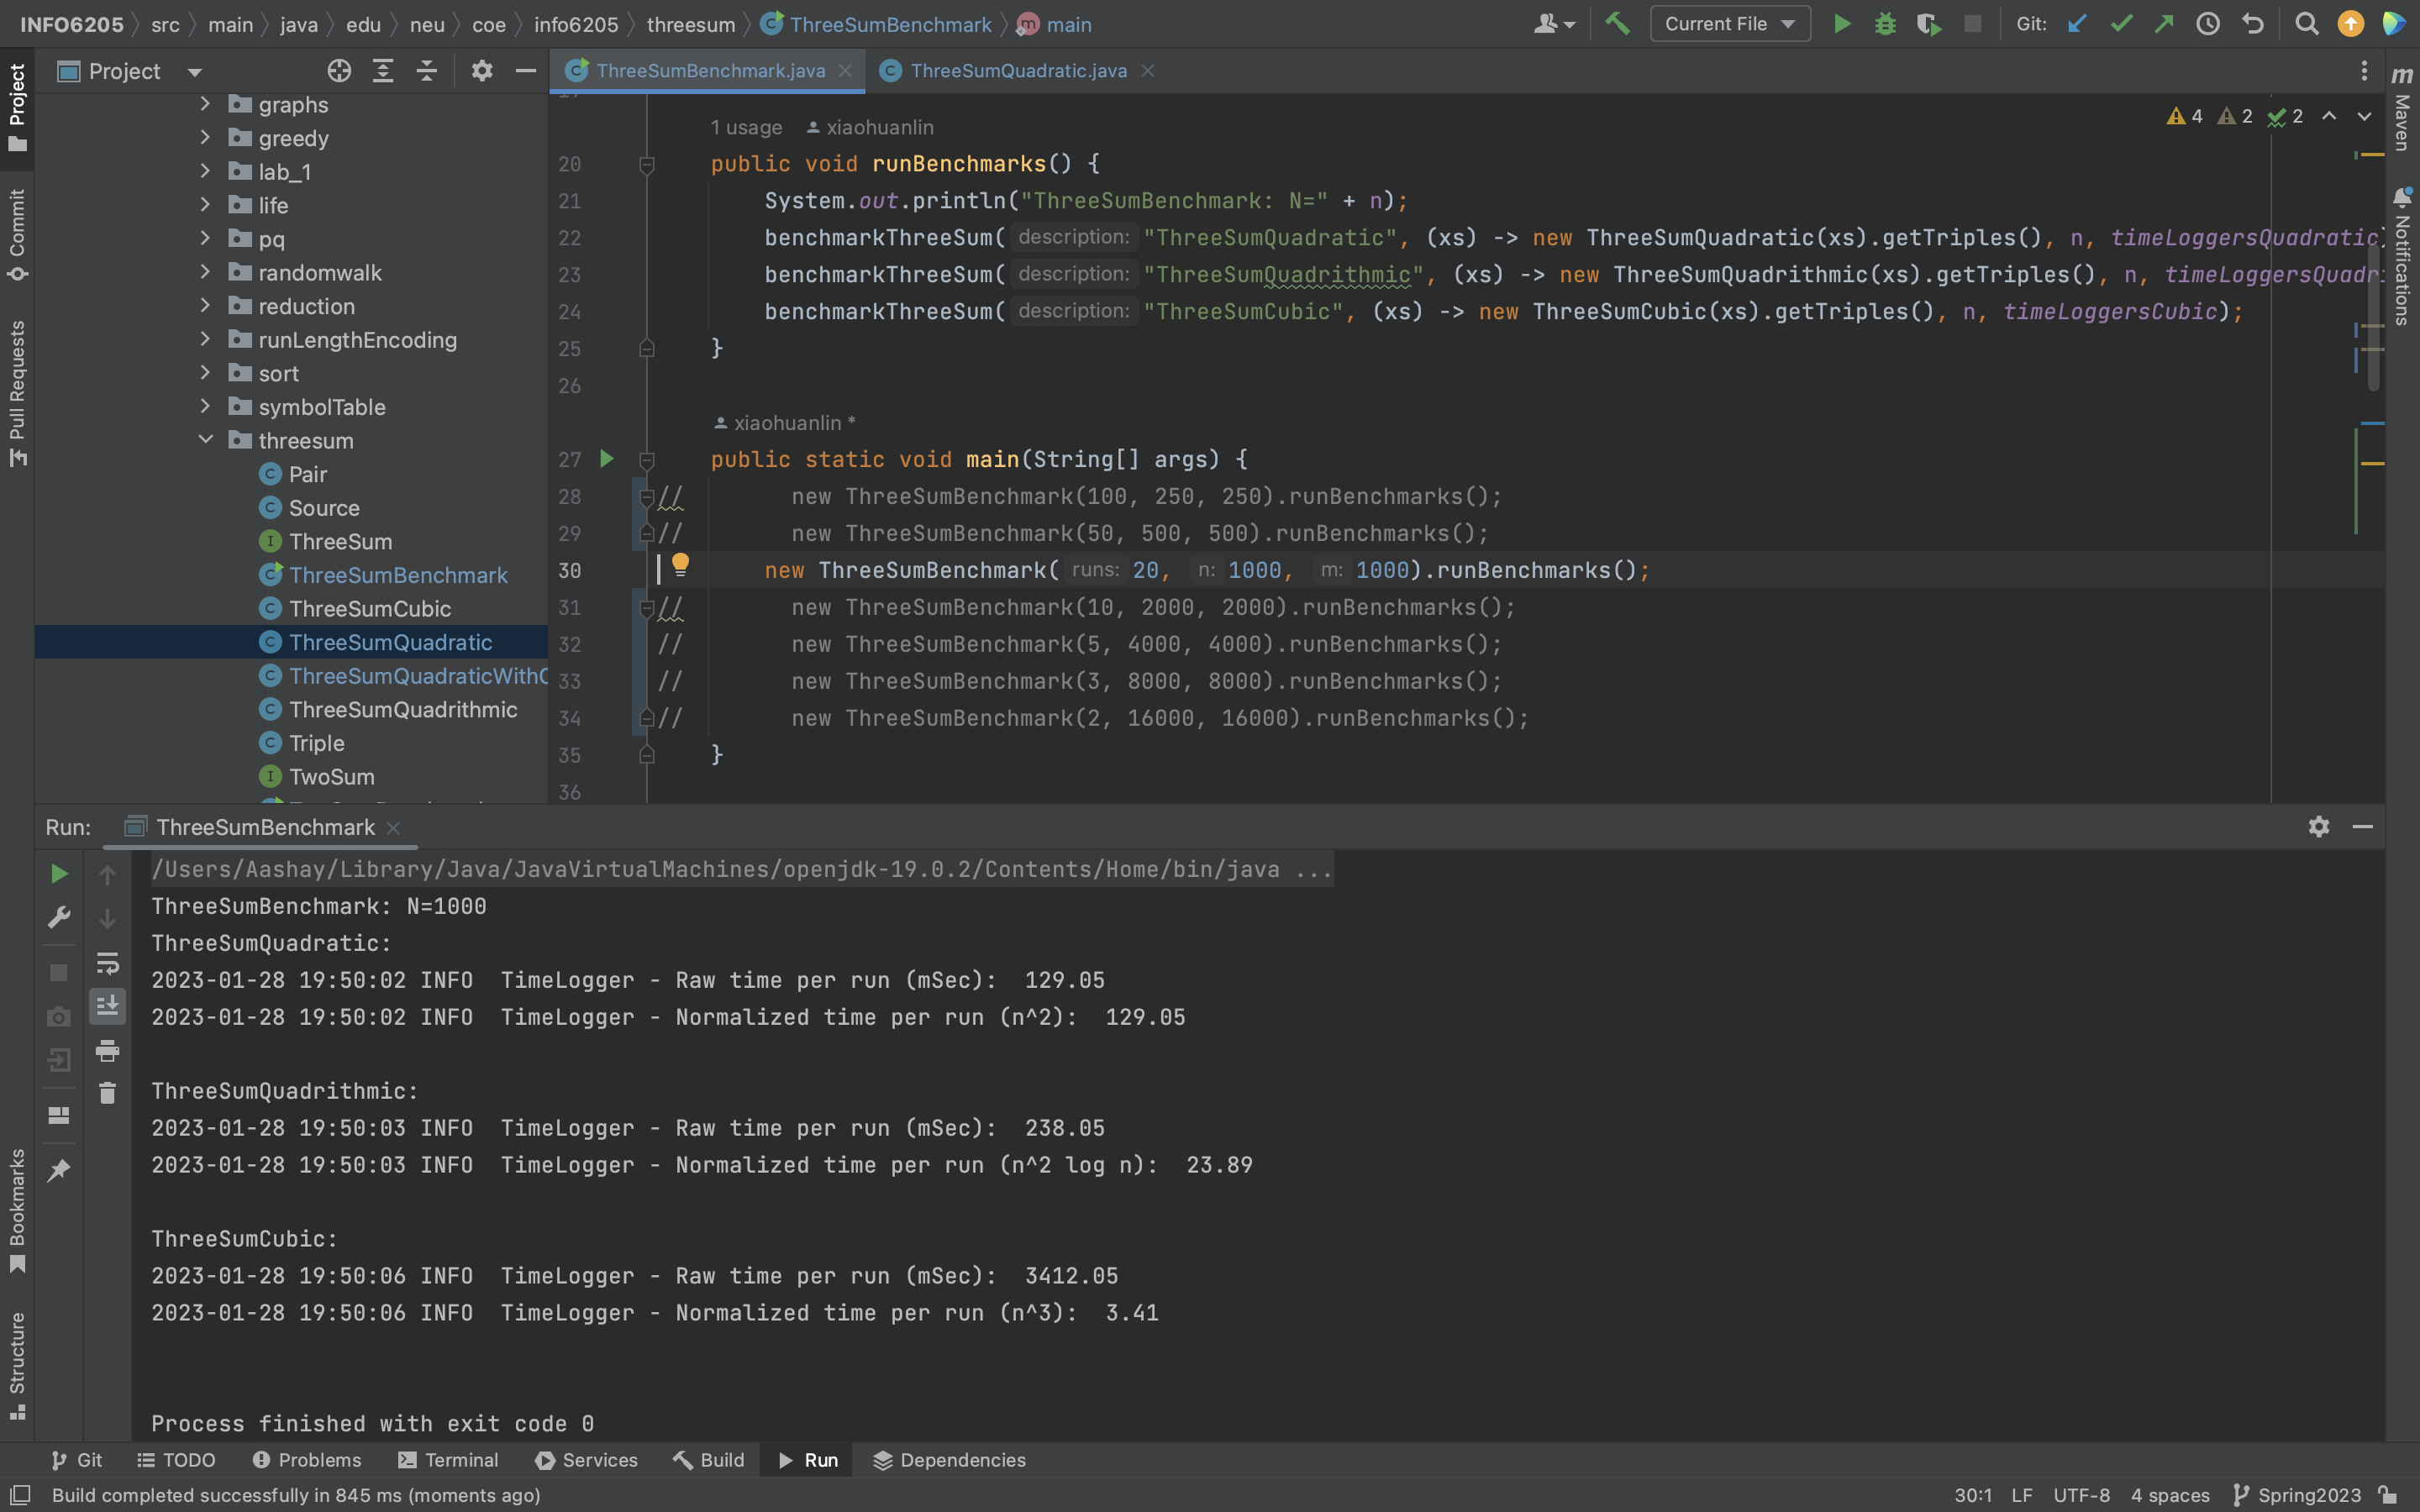 INFO6205 src main java edu neu coe info6205 threesum ThreeSumBenchmark main Current File Git:
Project
ThreeSumBenchmark.java ThreeSumQuadratic.java
Project
Commit
Pull Requests
Bookmarks
Structure
Maven
Notifications
graphs
greedy
lab_1
life
pq
randomwalk
reduction
runLengthEncoding
sort
symbolTable
threesum
Pair
Source
ThreeSum
ThreeSumBenchmark
ThreeSumCubic
ThreeSumQuadratic
ThreeSumQuadraticWithC
ThreeSumQuadrithmic
Triple
TwoSum
4 2 2
1 usage xiaohuanlin
20 public void runBenchmarks() {
21 System.out.println("ThreeSumBenchmark: N=" + n);
22 benchmarkThreeSum( description: "ThreeSumQuadratic", (xs) -> new ThreeSumQuadratic(xs).getTriples(), n, timeLoggersQuadratic)
23 benchmarkThreeSum( description: "ThreeSumQuadrithmic", (xs) -> new ThreeSumQuadrithmic(xs).getTriples(), n, timeLoggersQuadri
24 benchmarkThreeSum( description: "ThreeSumCubic", (xs) -> new ThreeSumCubic(xs).getTriples(), n, timeLoggersCubic);
25 }
26
xiaohuanlin *
27 public static void main(String[] args) {
28 // new ThreeSumBenchmark(100, 250, 250).runBenchmarks();
29 // new ThreeSumBenchmark(50, 500, 500).runBenchmarks();
30 new ThreeSumBenchmark( runs: 20, n: 1000, m: 1000).runBenchmarks();
31 // new ThreeSumBenchmark(10, 2000, 2000).runBenchmarks();
32 // new ThreeSumBenchmark(5, 4000, 4000).runBenchmarks();
33 // new ThreeSumBenchmark(3, 8000, 8000).runBenchmarks();
34 // new ThreeSumBenchmark(2, 16000, 16000).runBenchmarks();
35 }
36
Run: ThreeSumBenchmark
/Users/Aashay/Library/Java/JavaVirtualMachines/openjdk-19.0.2/Contents/Home/bin/java ...
ThreeSumBenchmark: N=1000
ThreeSumQuadratic:
2023-01-28 19:50:02 INFO  TimeLogger - Raw time per run (mSec):  129.05
2023-01-28 19:50:02 INFO  TimeLogger - Normalized time per run (n^2):  129.05
ThreeSumQuadrithmic:
2023-01-28 19:50:03 INFO  TimeLogger - Raw time per run (mSec):  238.05
2023-01-28 19:50:03 INFO  TimeLogger - Normalized time per run (n^2 log n):  23.89
ThreeSumCubic:
2023-01-28 19:50:06 INFO  TimeLogger - Raw time per run (mSec):  3412.05
2023-01-28 19:50:06 INFO  TimeLogger - Normalized time per run (n^3):  3.41
Process finished with exit code 0
Git TODO Problems Terminal Services Build Run Dependencies
Build completed successfully in 845 ms (moments ago) 30:1 LF UTF-8 4 spaces Spring2023